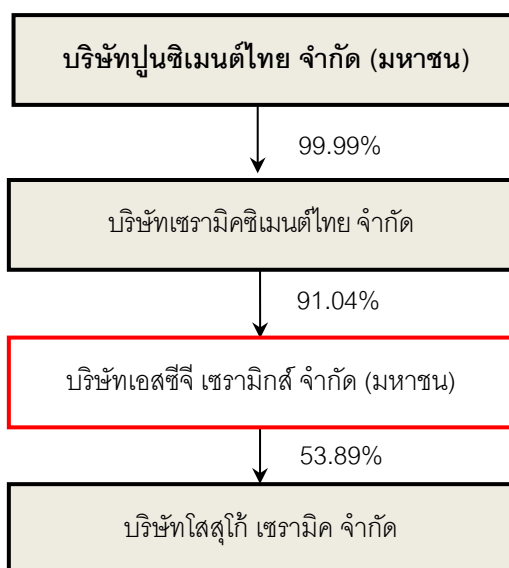 บริษัทปูนซิเมนต์ไทย จำกัด (มหาชน)
99.99%
บริษัทเซรามิคซิเมนต์ไทย จำกัด
91.04%
บริษัทเอสซีจี เซรามิกส์ จำกัด (มหาชน)
53.89%
บริษัทโสสุโก้ เซรามิค จำกัด